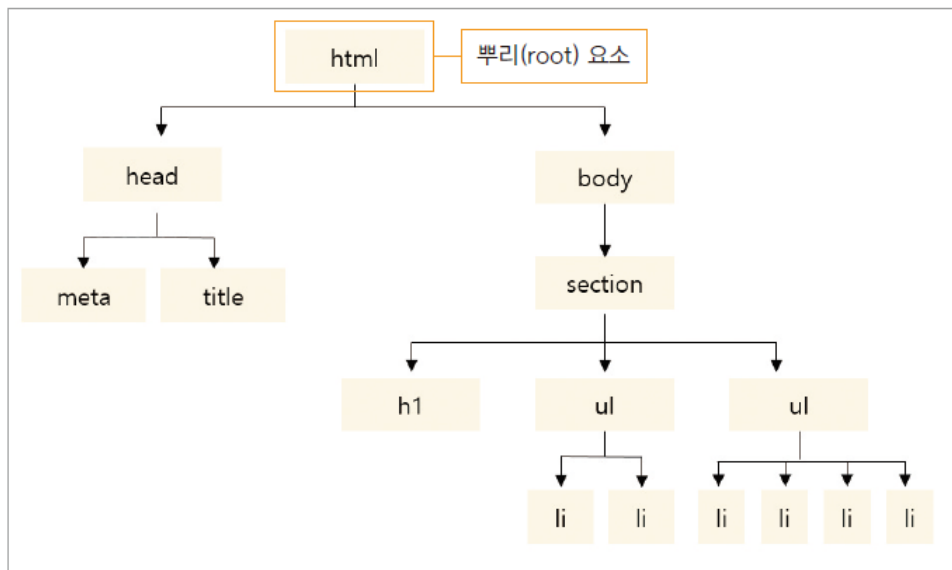 html
뿌리(root) 요소
head
body
meta
title
section
h1
ul
ul
li
li
li
li
li
li